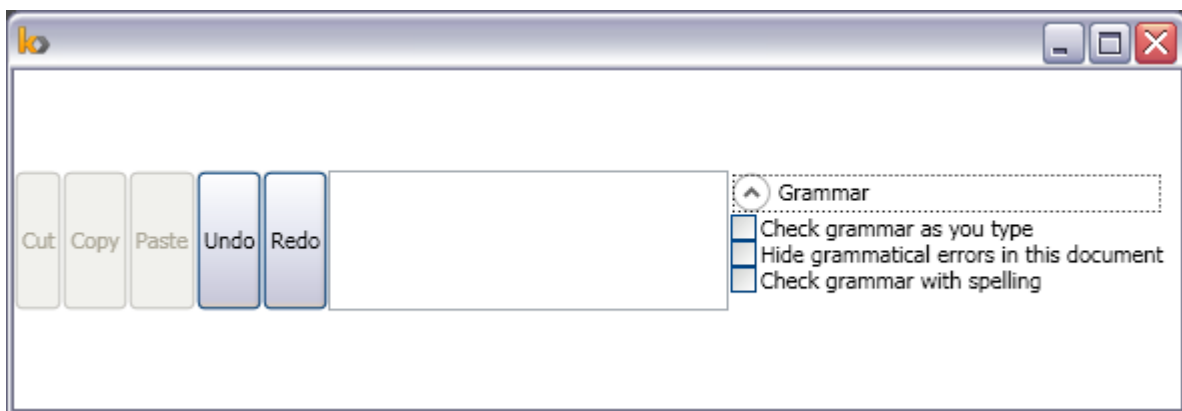 Grammar
Check grammar as you type
Cut Copy Paste Undo Redo
Hide grammatical errors in this document
Check grammar with spelling